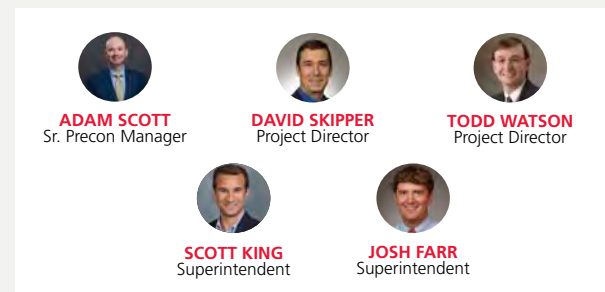 ADAM SCOTT
Sr. Precon Manager
DAVID SKIPPER
Project Director
TODD WATSON
Project Director
SCOTT KING
Superintendent
JOSH FARR
Superintendent